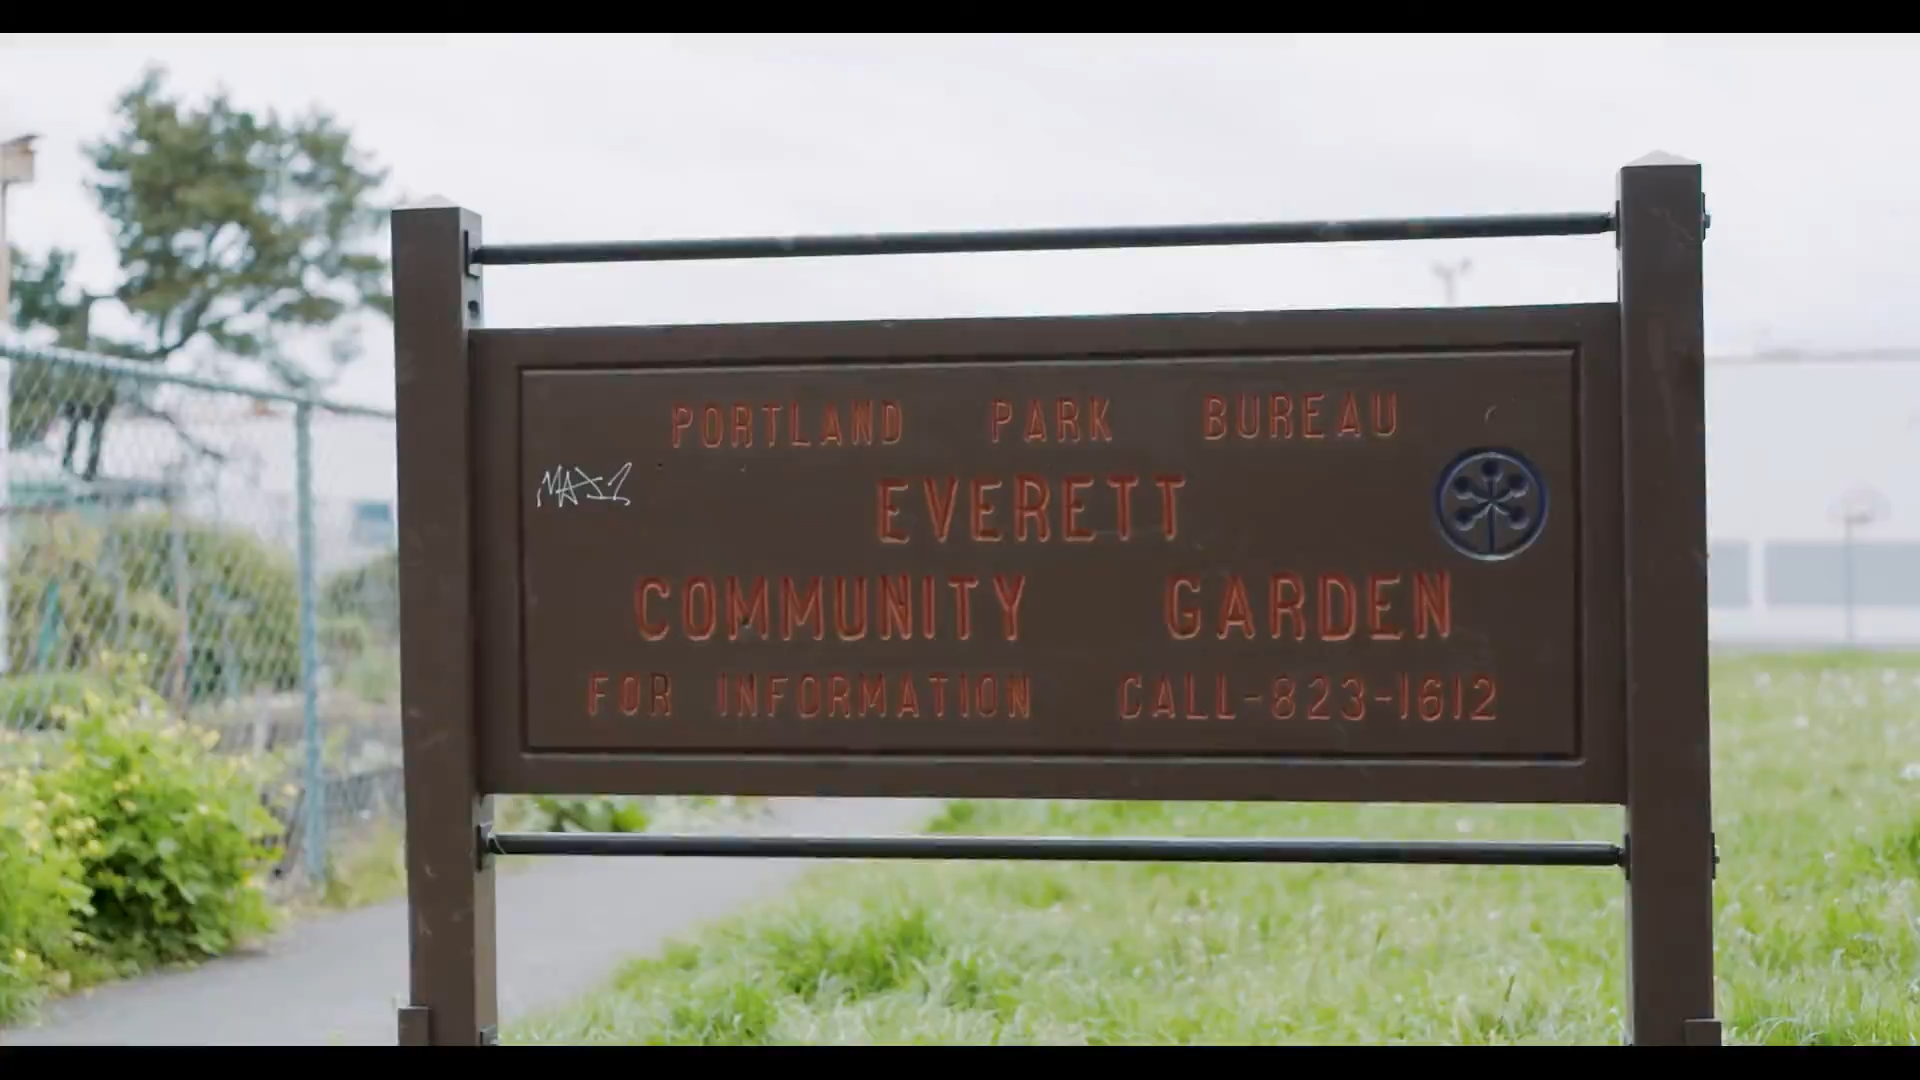 PORTLAND PARK BUREAU
EVERETT
COMMUNITY GARDEN
FOR INFORMATION CALL-823-1612